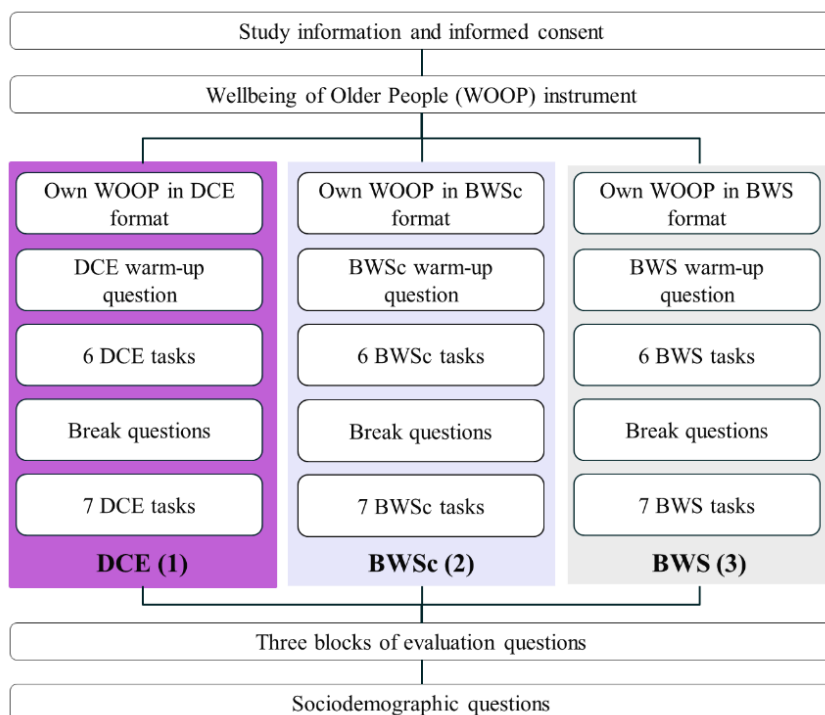 Study information and informed consent
Wellbeing of Older People (WOOP) instrument
Own WOOP in DCE
format
DCE warm-up
question
6 DCE tasks
Break questions
7 DCE tasks
DCE (1)
Own WOOP in BWSc
format
BWSc warm-up
question
6 BWSc tasks
Break questions
7 BWSc tasks
BWSc (2)
Own WOOP in BWS
format
BWS warm-up
question
6 BWS tasks
Break questions
7 BWS tasks
BWS (3)
Three blocks of evaluation questions
Sociodemographic questions